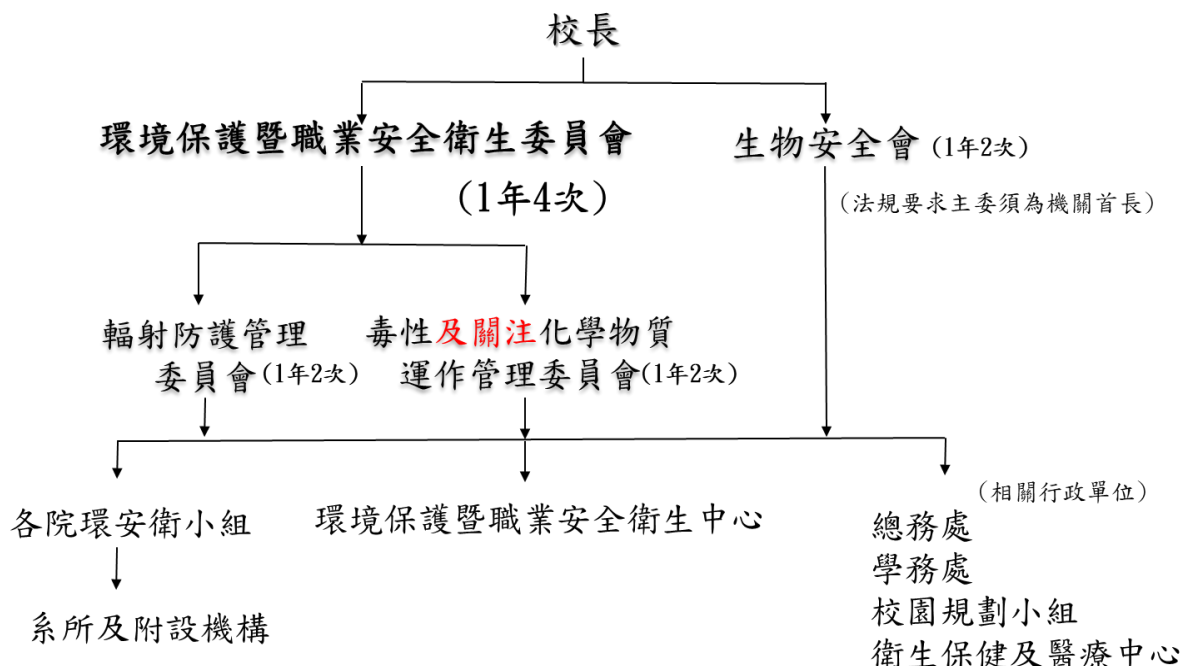 校長
環境保護暨職業安全衛生委員會
(1年4次)
生物安全會(1年2次)
(法規要求主委須為機關首長)
輻射防護管理
委員會(1年2次)
毒性及關注化學物質
運作管理委員會(1年2次)
各院環安衛小組
系所及附設機構
環境保護暨職業安全衛生中心
(相關行政單位)
總務處
學務處
校園規劃小組
衛生保健及醫療中心